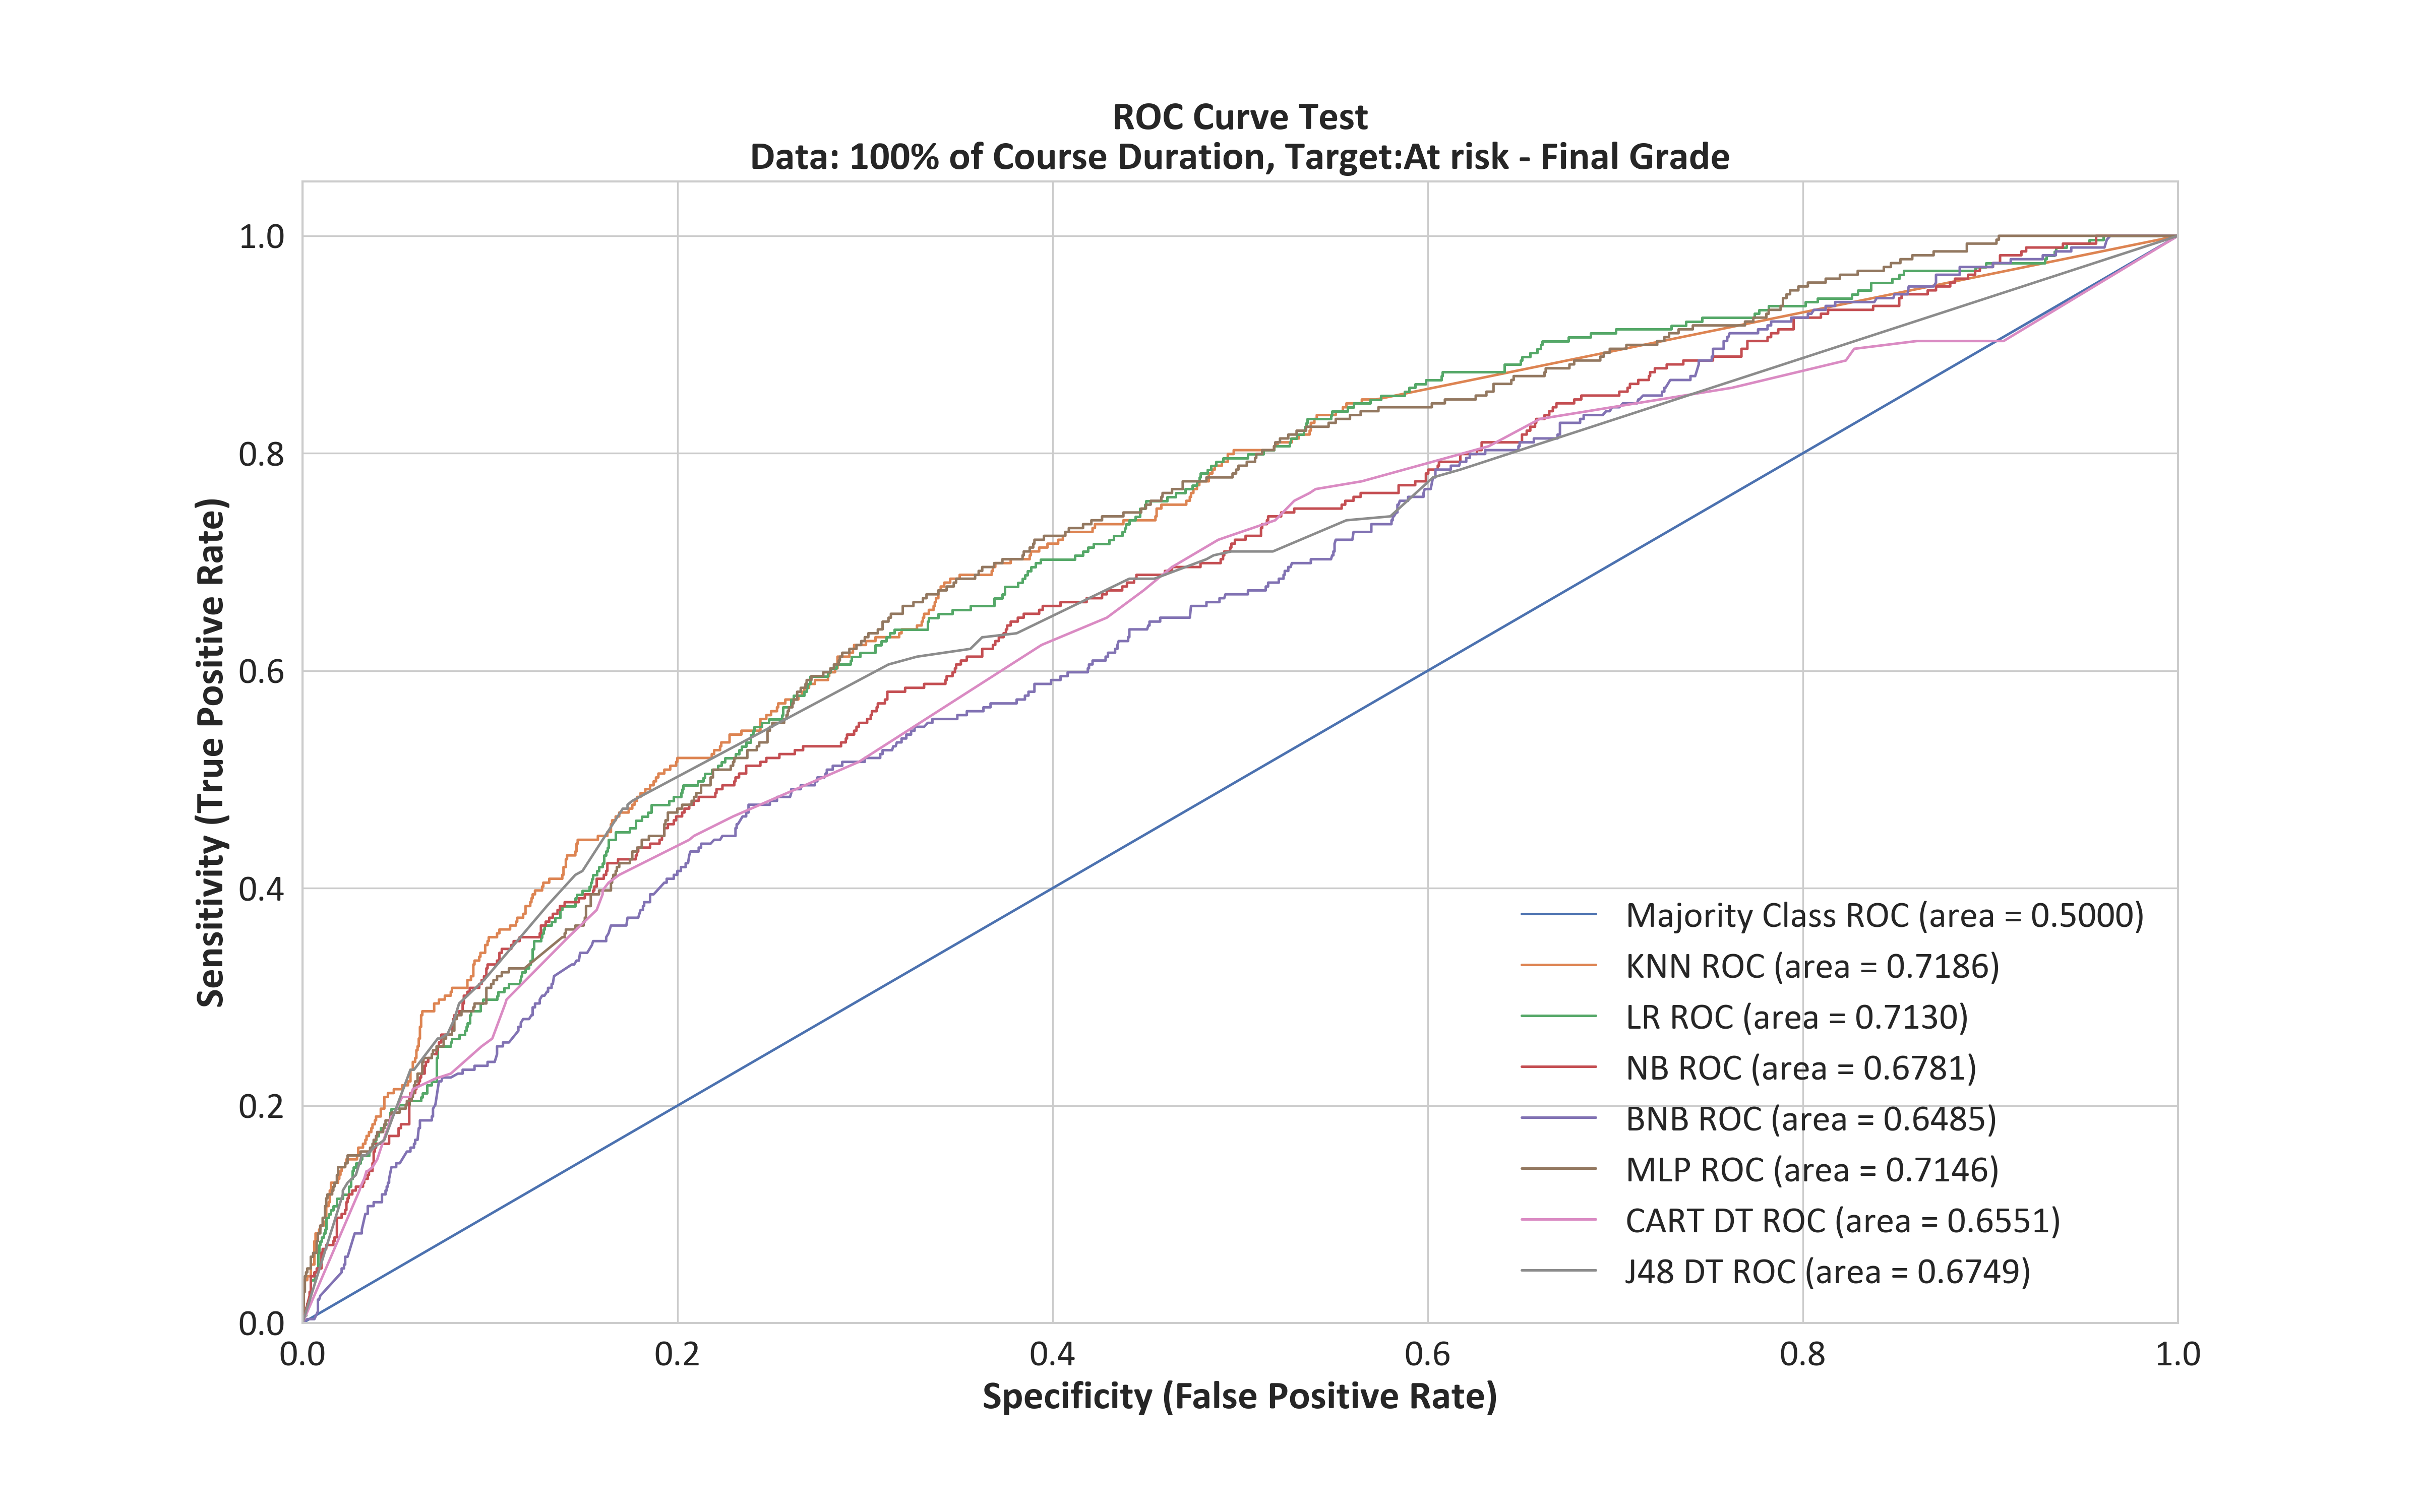 ROC Curve Test
Data: 100% of Course Duration, Target:At risk - Final Grade
Sensitivity (True Positive Rate)
1.0
0.8
0.6
0.4
0.2
0.0
Majority Class ROC (area = 0.5000)
KNN ROC (area = 0.7186)
LR ROC (area = 0.7130)
NB ROC (area = 0.6781)
BNB ROC (area = 0.6485)
MLP ROC (area = 0.7146)
CART DT ROC (area = 0.6551)
J48 DT ROC (area = 0.6749)
0.0 0.2 0.4 0.6 0.8 1.0
Specificity (False Positive Rate)